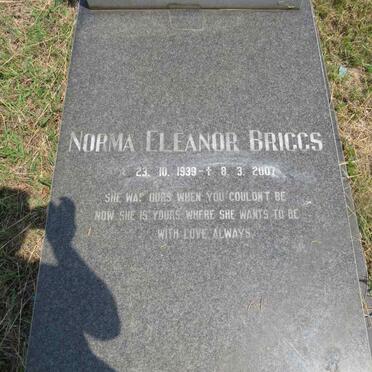 NORMA ELEANOR BRIGGS
* 23. 10. 1939 - † 8. 3. 2007
SHE WAS OURS WHEN YOU COULDN'T BE
NOW SHE IS YOURS WHERE SHE WANTS TO BE
WITH LOVE ALWAYS